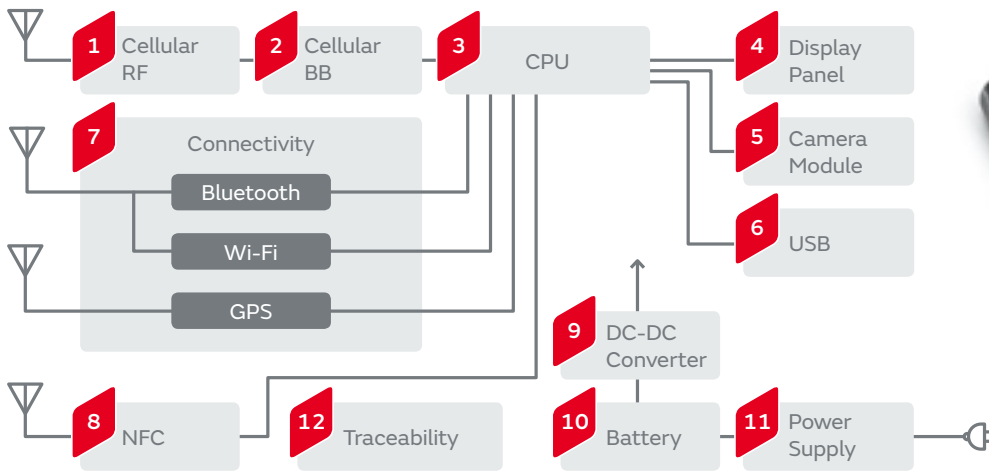 1
Cellular
RF
2
Cellular
BB
3
CPU
4
Display
Panel
7
Connectivity
5
Camera
Module
Bluetooth
6
USB
Wi-Fi
GPS
9
DC-DC
Converter
8
NFC
12
Traceability
10
Battery
11
Power
Supply